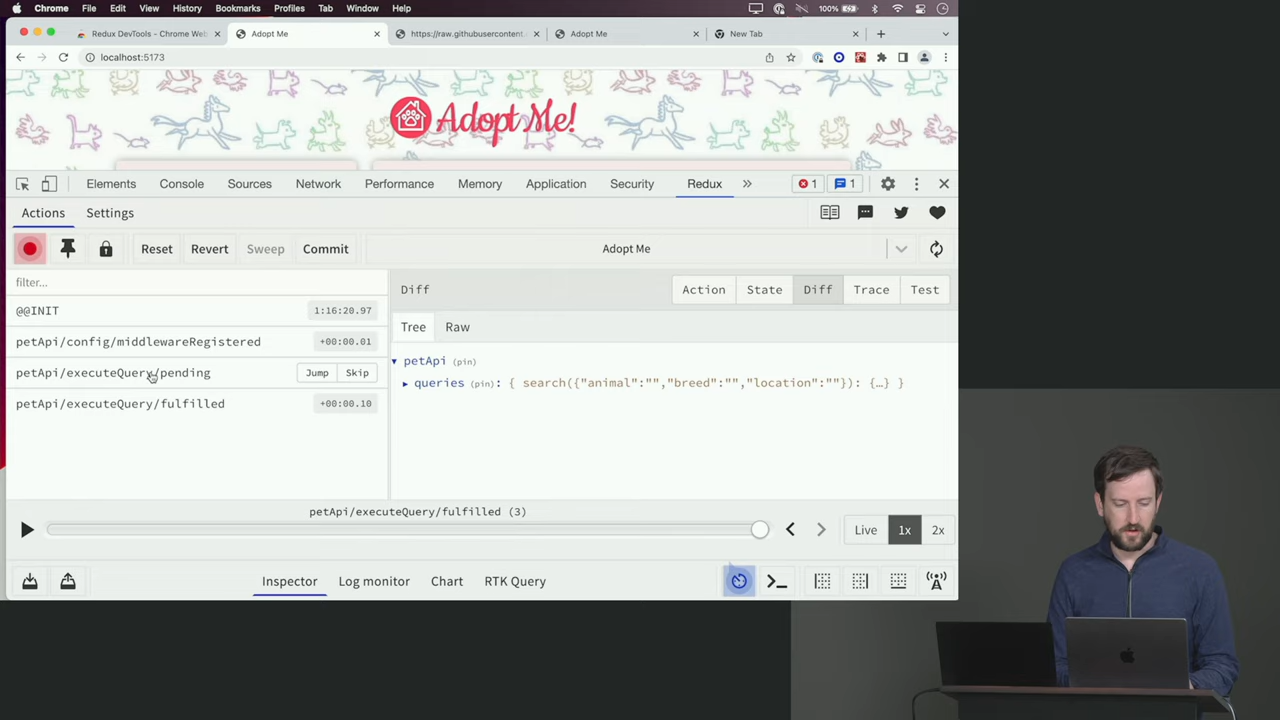 Chrome File Edit View History Bookmarks Profiles Tab Window Help 100%
Redux DevTools - Chrome Web Adopt Me https://raw.githubusercontent. Adopt Me New Tab
localhost:5173
Adopt Me!
Elements Console Sources Network Performance Memory Application Security Redux » 1 1
Actions Settings
Reset Revert Sweep Commit Adopt Me
filter... Diff Action State Diff Trace Test
@@INIT 1:16:20.97
Tree Raw
petApi/config/middlewareRegistered +00:00.01
petApi (pin)
petApi/executeQuery/pending Jump Skip
queries (pin): { search({"animal":"","breed":"","location":""}): {…} }
petApi/executeQuery/fulfilled +00:00.10
petApi/executeQuery/fulfilled (3)
Live 1x 2x
Inspector Log monitor Chart RTK Query